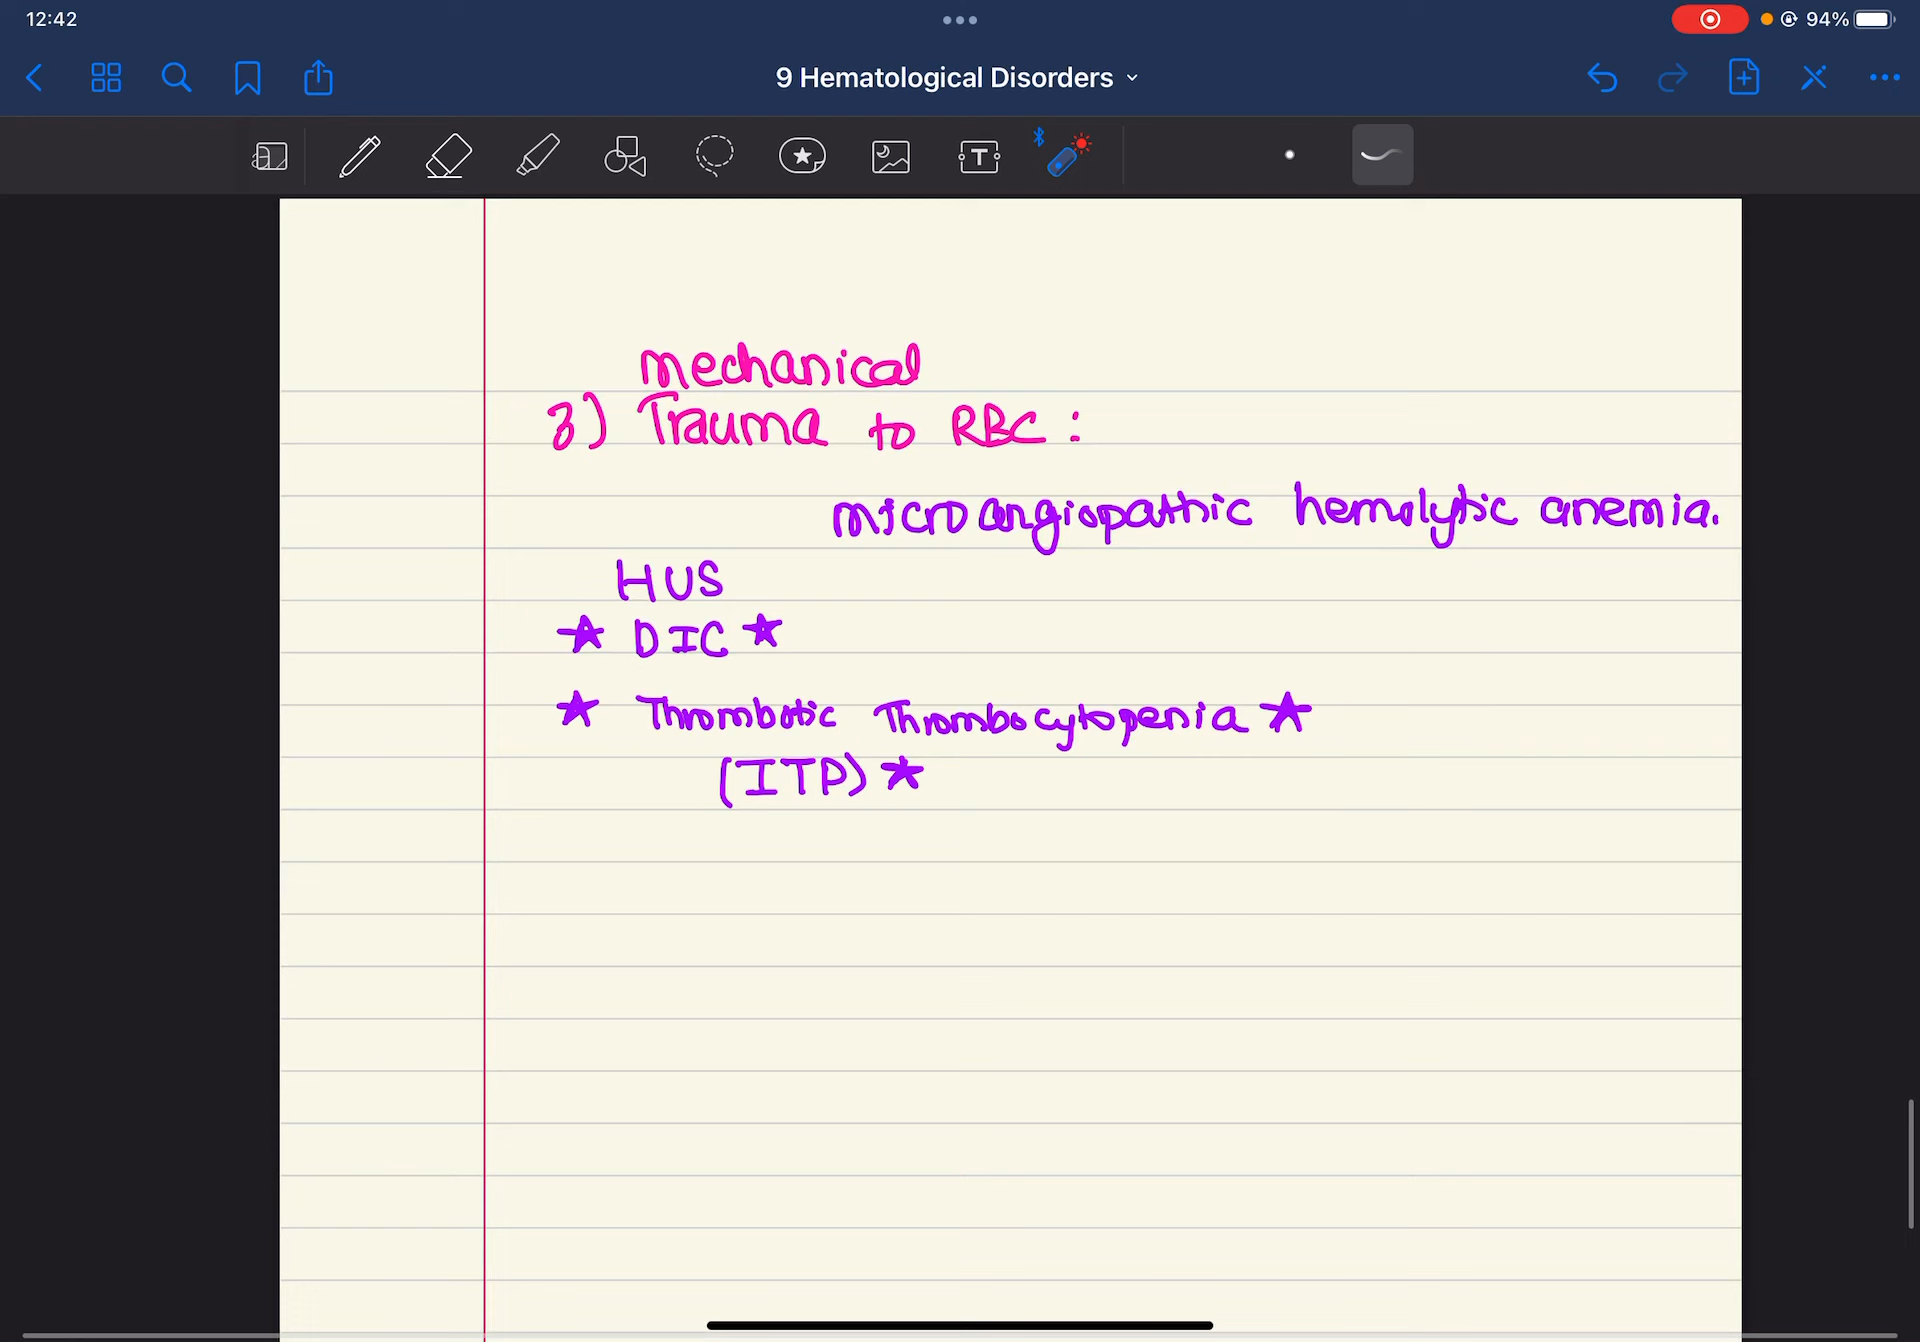 12:42
94%
9 Hematological Disorders
T
mechanical
3) Trauma to RBC :
microangiopathic hemolytic anemia.
HUS
★ DIC ★
★ Thrombotic Thrombocytopenia ★
(ITP) ★